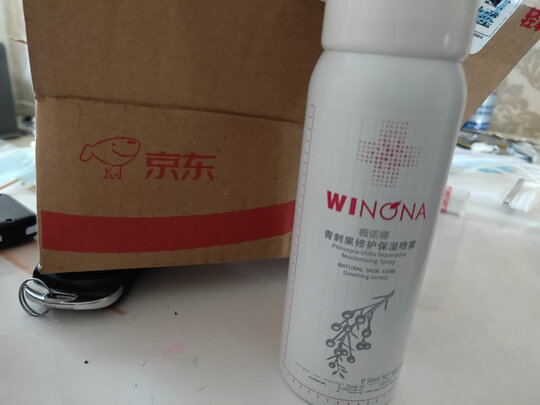 京东
WINONA
薇诺娜
青刺果修护保湿喷雾
Prinsepia Utilis Reparative
Moisturizing Spray
NATURAL SKIN CARE
(Soothing Series)
50ml